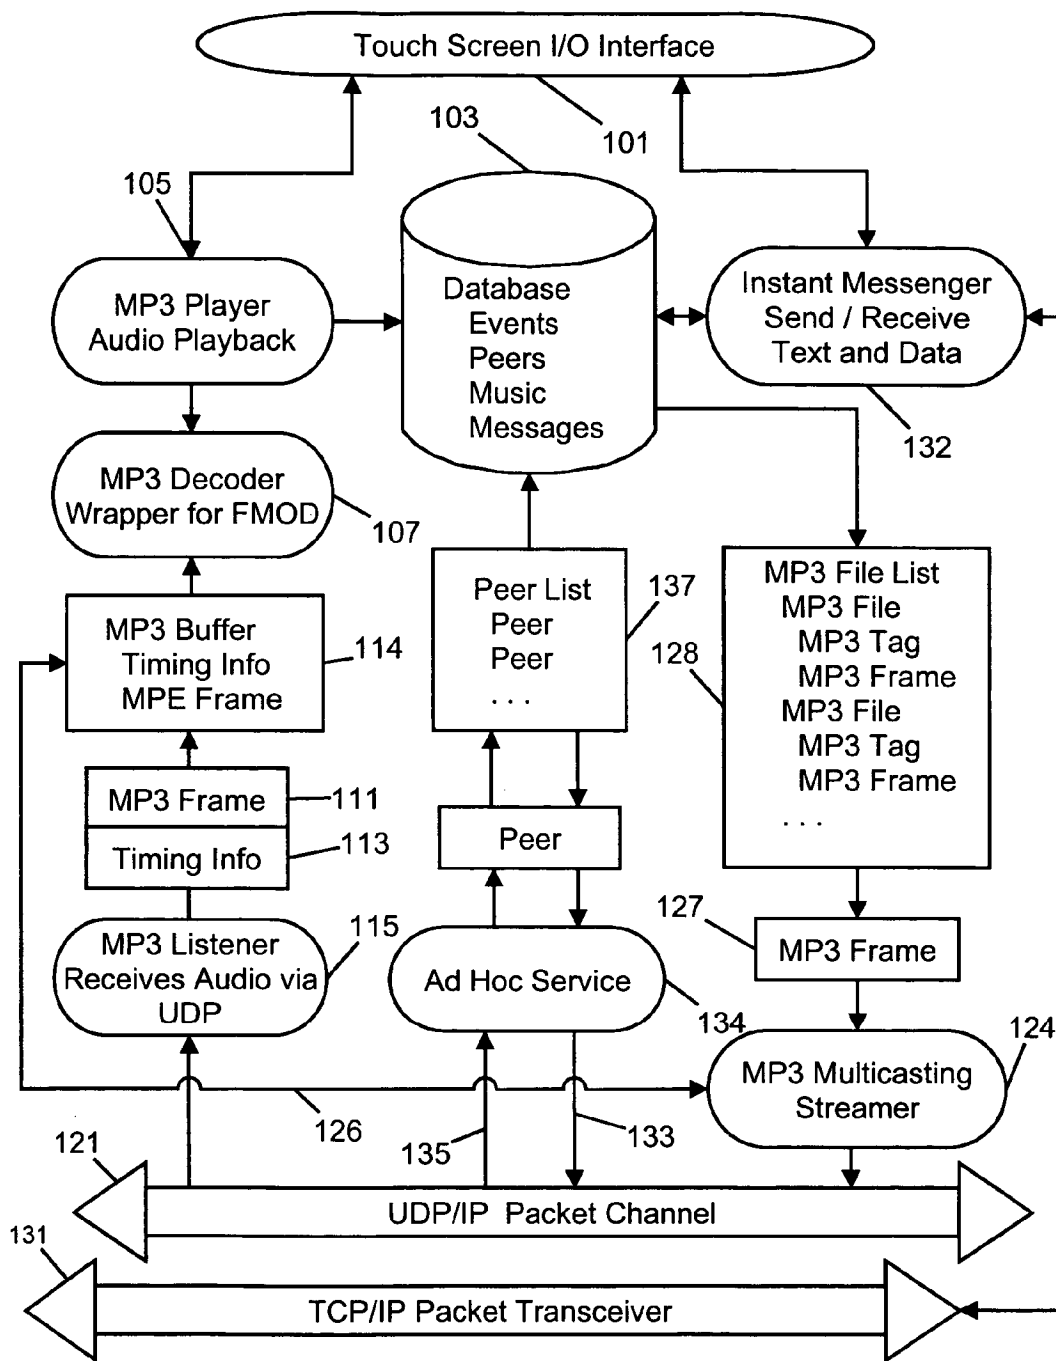 Touch Screen I/O Interface
101
103
105
MP3 Player
Audio Playback
Database
Events
Peers
Music
Messages
Instant Messenger
Send / Receive
Text and Data
132
MP3 Decoder
Wrapper for FMOD
107
MP3 Buffer
Timing Info
MPE Frame
114
Peer List
Peer
Peer
. . .
137
MP3 File List
MP3 File
MP3 Tag
MP3 Frame
MP3 File
MP3 Tag
MP3 Frame
. . .
128
MP3 Frame
111
Timing Info
113
Peer
MP3 Listener
Receives Audio via
UDP
115
Ad Hoc Service
134
127
MP3 Frame
MP3 Multicasting
Streamer
124
126
135
133
121
UDP/IP Packet Channel
131
TCP/IP Packet Transceiver